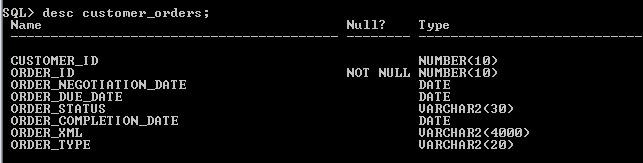 SQL> desc customer_orders;
Name Null? Type
----------------------------------------- -------- ----------------------------
CUSTOMER_ID NUMBER(10)
ORDER_ID NOT NULL NUMBER(10)
ORDER_NEGOTIATION_DATE DATE
ORDER_DUE_DATE DATE
ORDER_STATUS VARCHAR2(30)
ORDER_COMPLETION_DATE DATE
ORDER_XML VARCHAR2(4000)
ORDER_TYPE VARCHAR2(20)